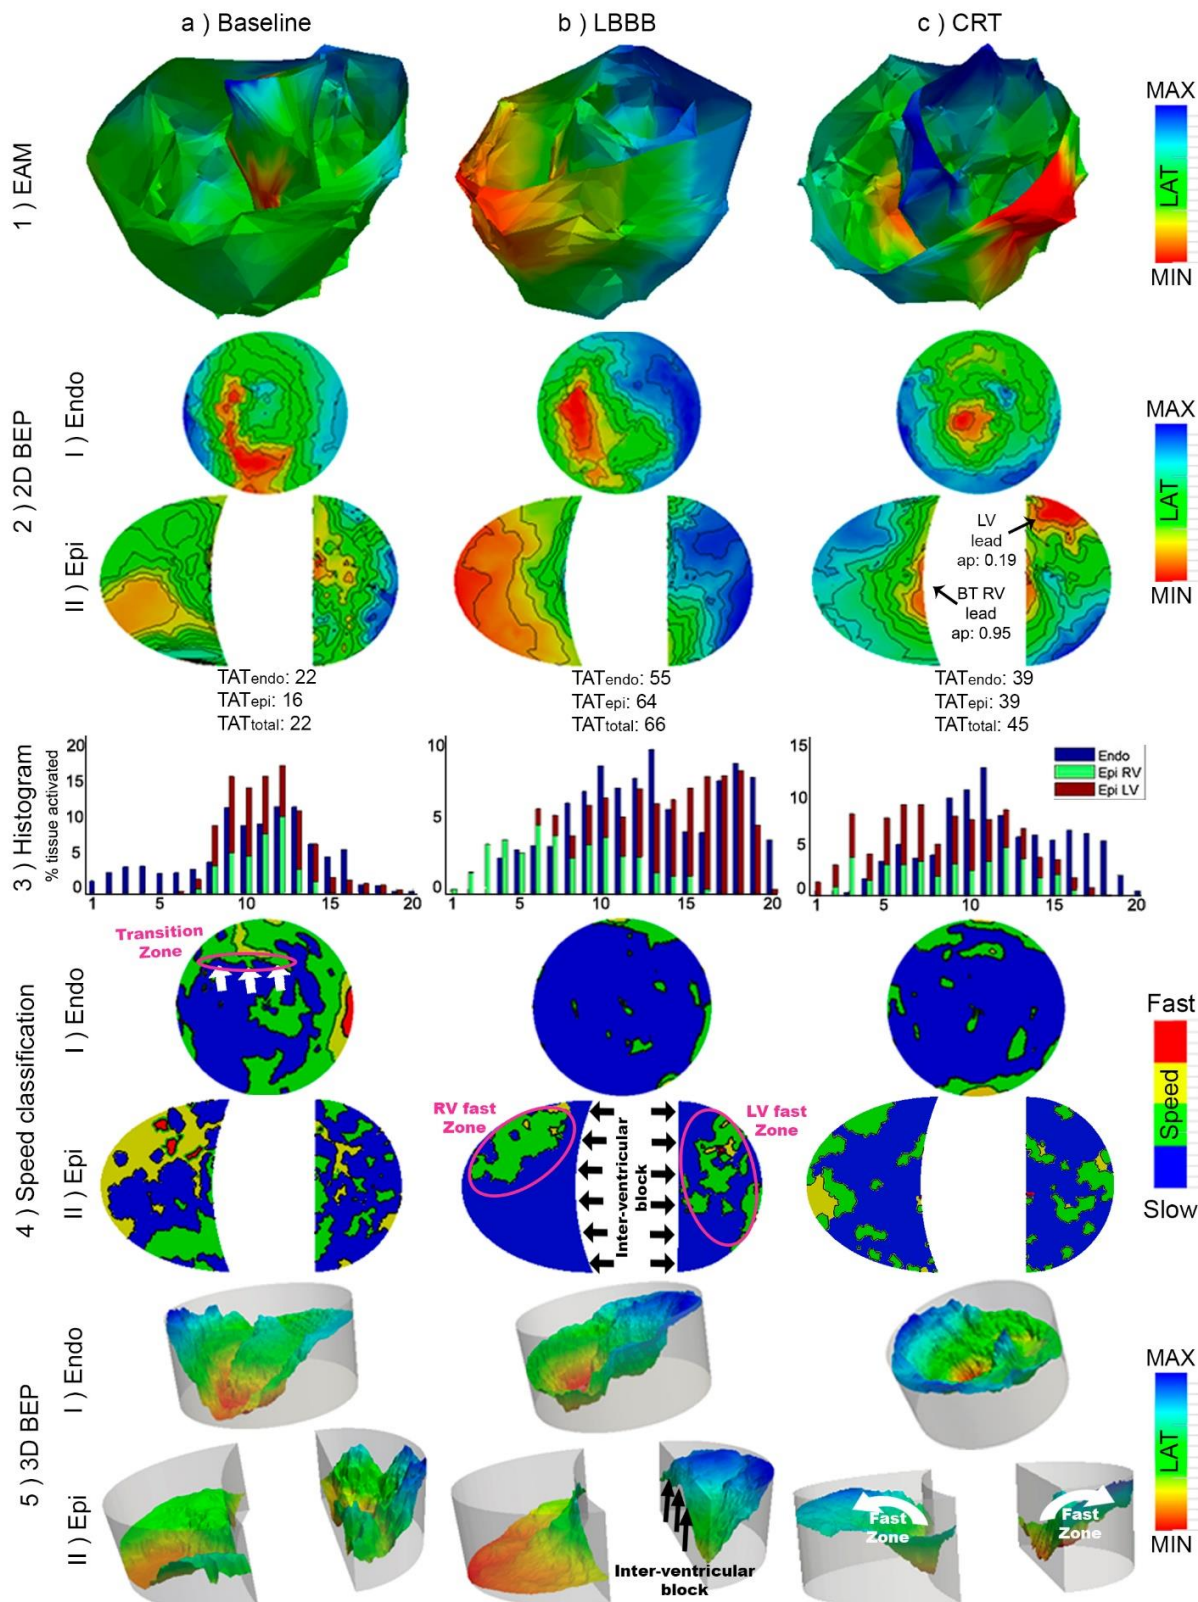 a ) Baseline
b ) LBBB
c ) CRT
1 ) EAM
MAX
LAT
MIN
2) 2D BEP
I ) Endo
II ) Epi
MAX
LAT
MIN
LV
lead
ap: 0.19
BT RV
lead
ap: 0.95
TATendo: 22
TATepi: 16
TATtotal: 22
TATendo: 55
TATepi: 64
TATtotal: 66
TATendo: 39
TATepi: 39
TATtotal: 45
3 ) Histogram
% tissue activated
20
15
10
5
0
1 5 10 15 20
10
5
0
1 5 10 15 20
15
10
5
0
1 5 10 15 20
Endo
Epi RV
Epi LV
4 ) Speed classification
I ) Endo
II ) Epi
Transition
Zone
RV fast
Zone
Inter-ventricular
block
LV fast
Zone
Fast
Speed
Slow
5 ) 3D BEP
I ) Endo
II ) Epi
Inter-ventricular
block
Fast
Zone
Fast
Zone
MAX
LAT
MIN